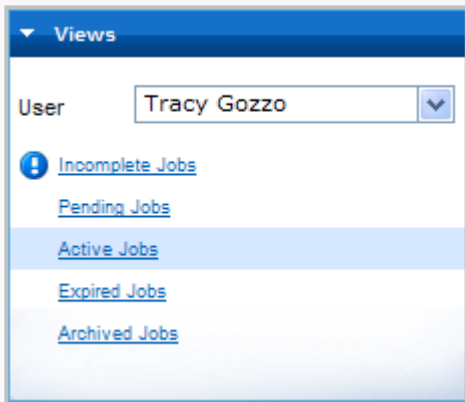 Views
User Tracy Gozzo
Incomplete Jobs
Pending Jobs
Active Jobs
Expired Jobs
Archived Jobs